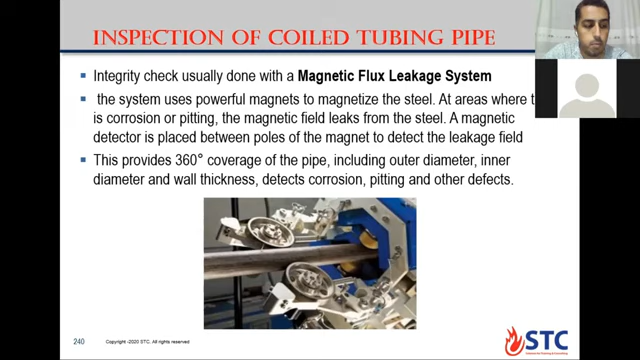 INSPECTION OF COILED TUBING PIPE
Integrity check usually done with a Magnetic Flux Leakage System
the system uses powerful magnets to magnetize the steel. At areas where t
is corrosion or pitting, the magnetic field leaks from the steel. A magnetic
detector is placed between poles of the magnet to detect the leakage field
This provides 360° coverage of the pipe, including outer diameter, inner
diameter and wall thickness, detects corrosion, pitting and other defects.
240
Copyright -2020 STC, All rights reserved
STC